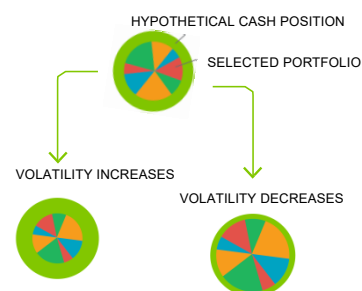 HYPOTHETICAL CASH POSITION
SELECTED PORTFOLIO
VOLATILITY INCREASES
VOLATILITY DECREASES